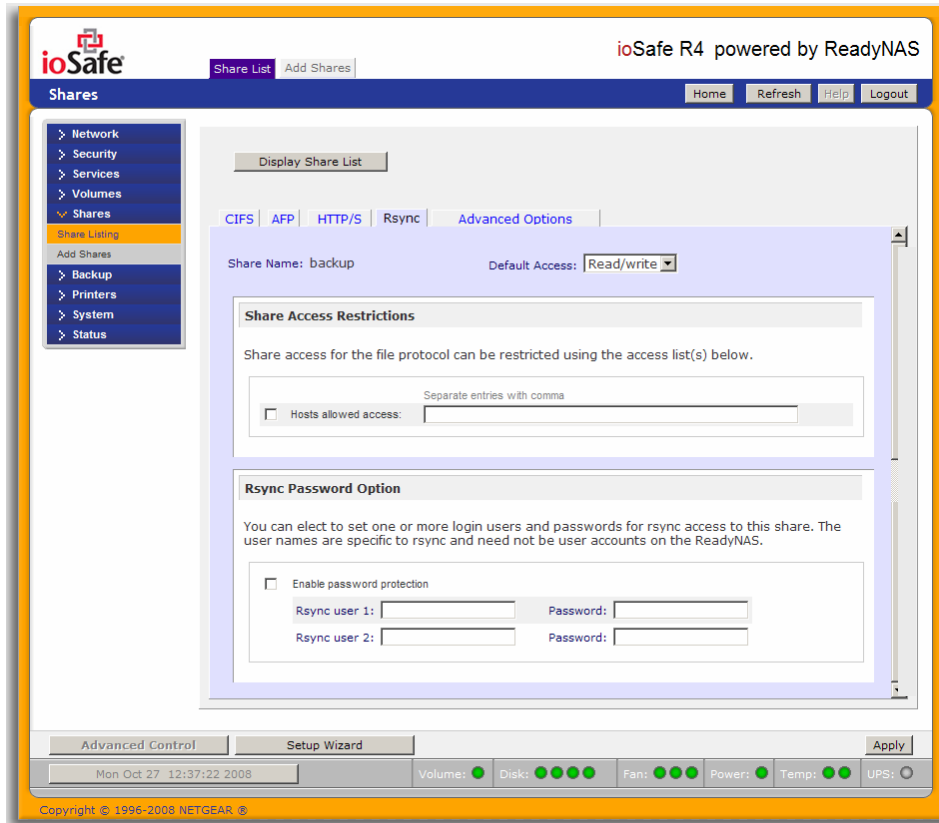 ioSafe
Share List Add Shares
ioSafe R4 powered by ReadyNAS
Shares
Home Refresh Help Logout
Network
Security
Services
Volumes
Shares
Share Listing
Add Shares
Backup
Printers
System
Status
Display Share List
CIFS AFP HTTP/S Rsync Advanced Options
Share Name: backup Default Access: Read/write
Share Access Restrictions
Share access for the file protocol can be restricted using the access list(s) below.
Separate entries with comma
Hosts allowed access:
Rsync Password Option
You can elect to set one or more login users and passwords for rsync access to this share. The
user names are specific to rsync and need not be user accounts on the ReadyNAS.
Enable password protection
Rsync user 1: Password:
Rsync user 2: Password:
Advanced Control Setup Wizard Apply
Mon Oct 27 12:37:22 2008 Volume: Disk: Fan: Power: Temp: UPS:
Copyright © 1996-2008 NETGEAR ®